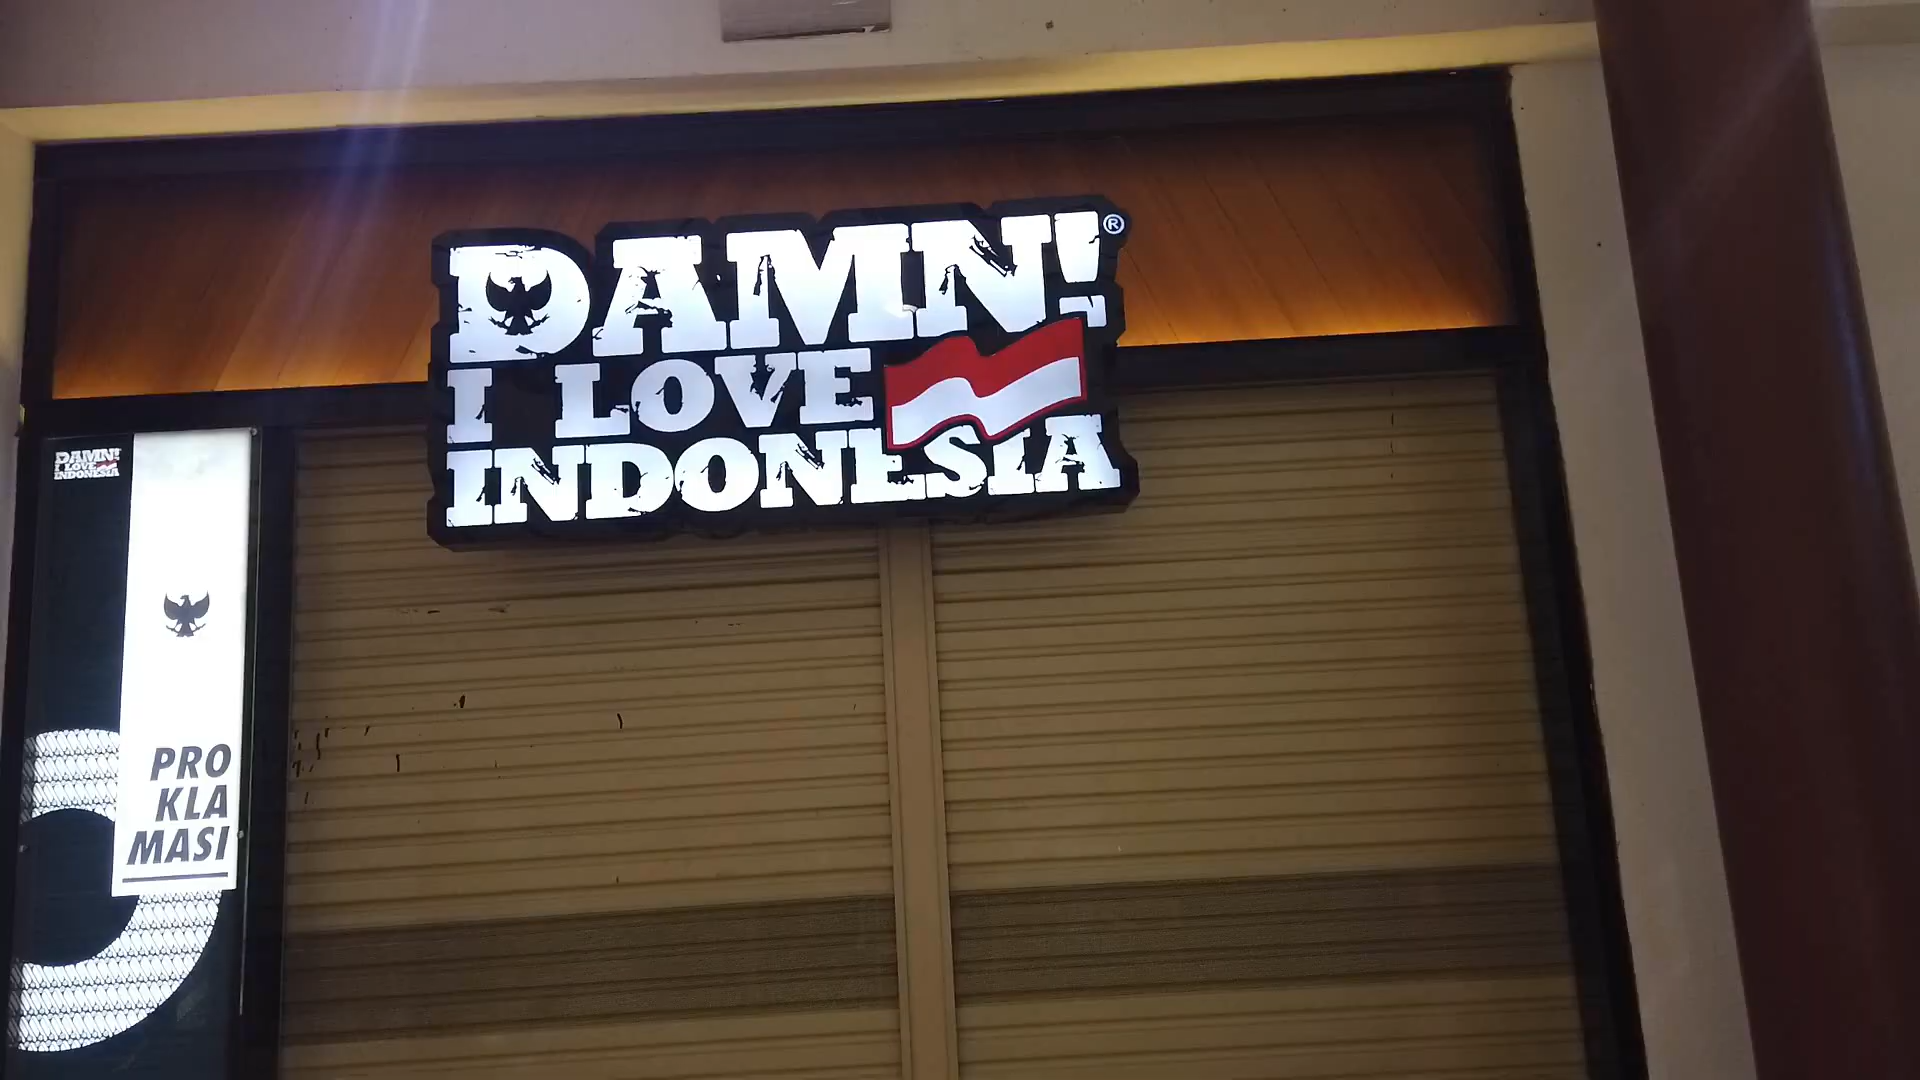 DAMN!®
I LOVE
INDONESIA
DAMN!
I LOVE
INDONESIA
PRO
KLA
MASI